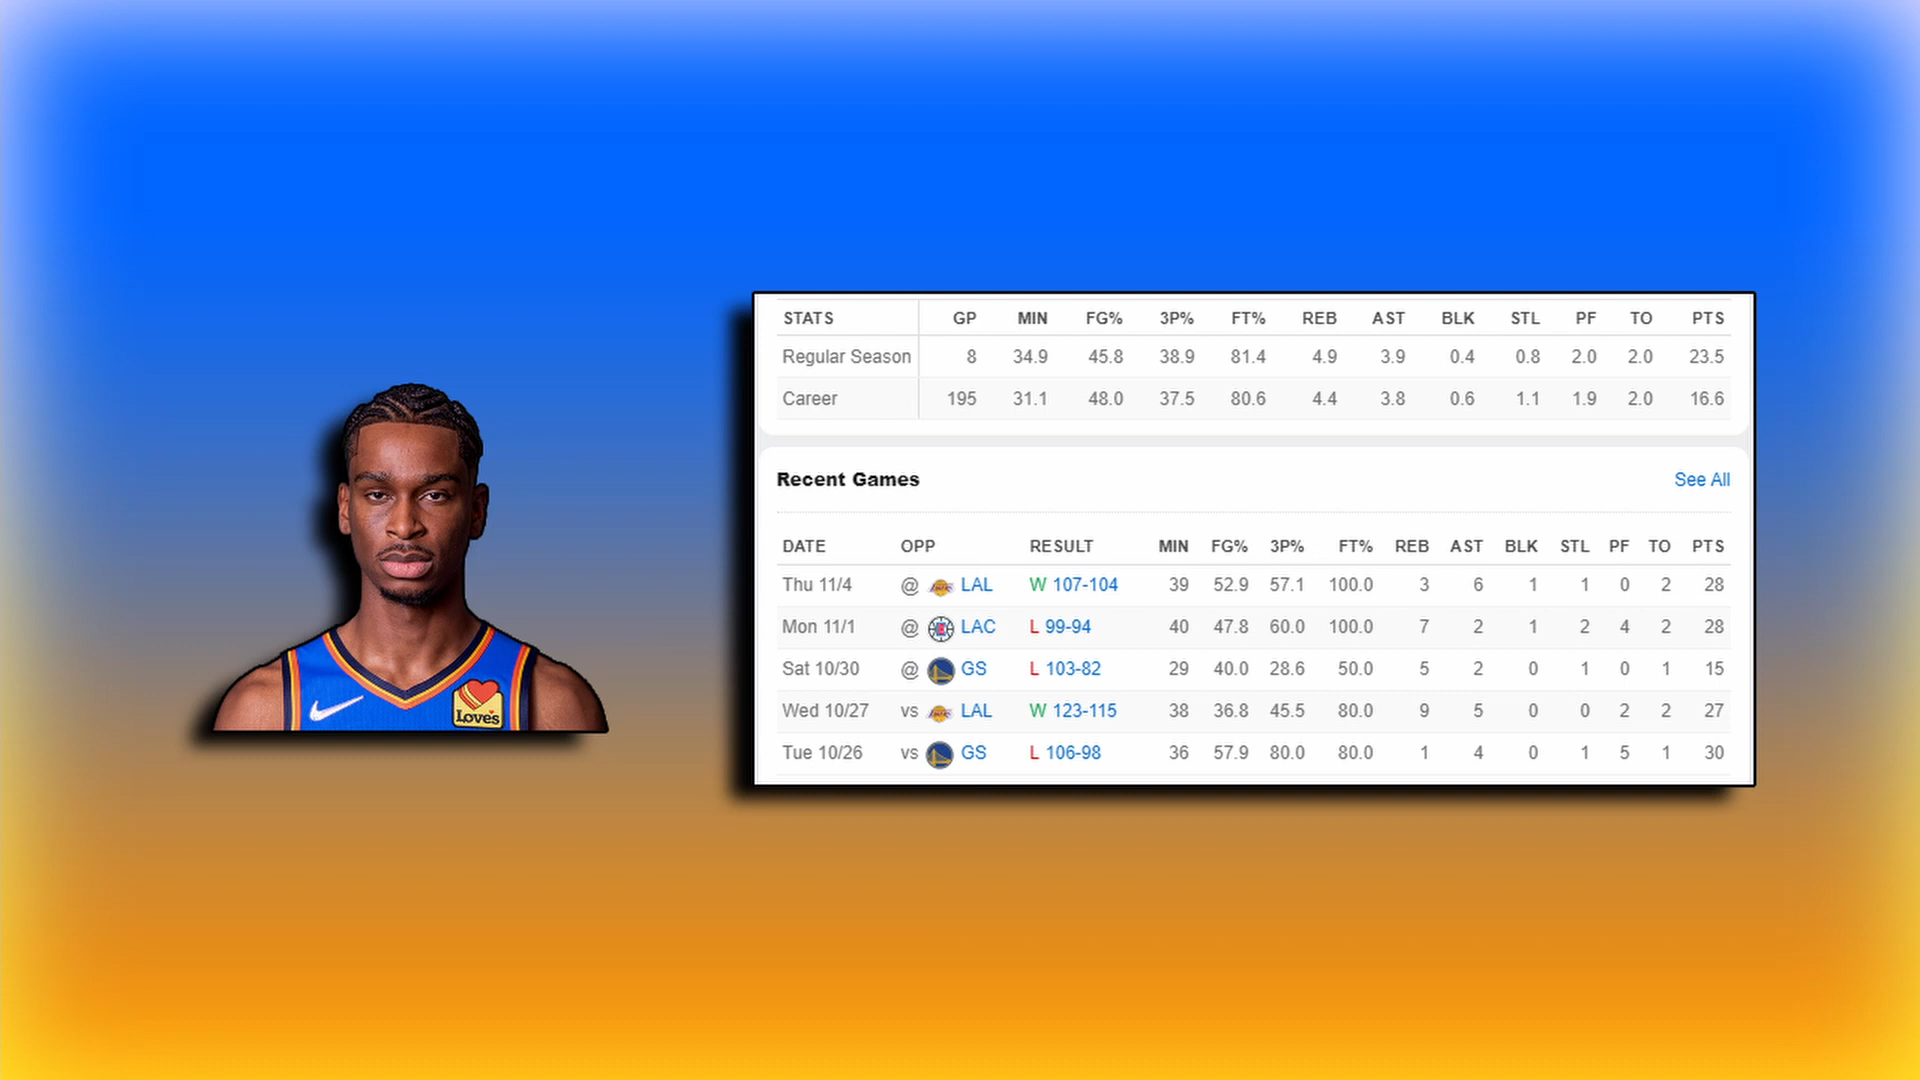 STATS GP MIN FG% 3P% FT% REB AST BLK STL PF TO PTS
Regular Season 8 34.9 45.8 38.9 81.4 4.9 3.9 0.4 0.8 2.0 2.0 23.5
Career 195 31.1 48.0 37.5 80.6 4.4 3.8 0.6 1.1 1.9 2.0 16.6
Recent Games See All
DATE OPP RESULT MIN FG% 3P% FT% REB AST BLK STL PF TO PTS
Thu 11/4 @ LAL W 107-104 39 52.9 57.1 100.0 3 6 1 1 0 2 28
Mon 11/1 @ LAC L 99-94 40 47.8 60.0 100.0 7 2 1 2 4 2 28
Sat 10/30 @ GS L 103-82 29 40.0 28.6 50.0 5 2 0 1 0 1 15
Wed 10/27 vs LAL W 123-115 38 36.8 45.5 80.0 9 5 0 0 2 2 27
Tue 10/26 vs GS L 106-98 36 57.9 80.0 80.0 1 4 0 1 5 1 30
Love's